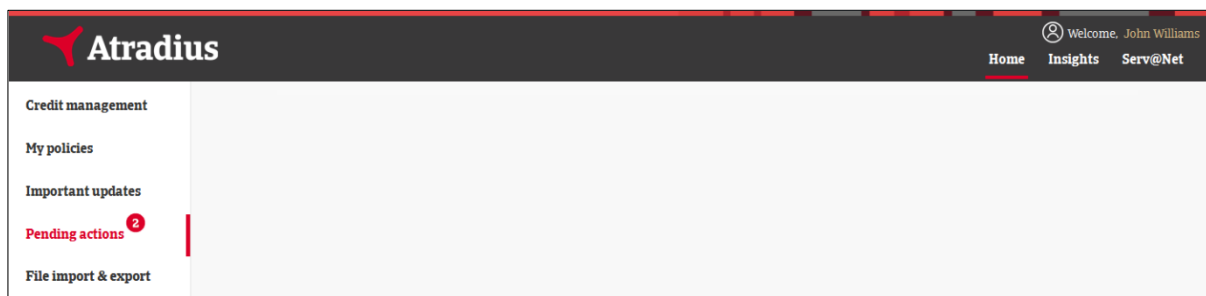 Atradius
Welcome, John Williams
Home Insights Serv@Net
Credit management
My policies
Important updates
Pending actions 2
File import & export